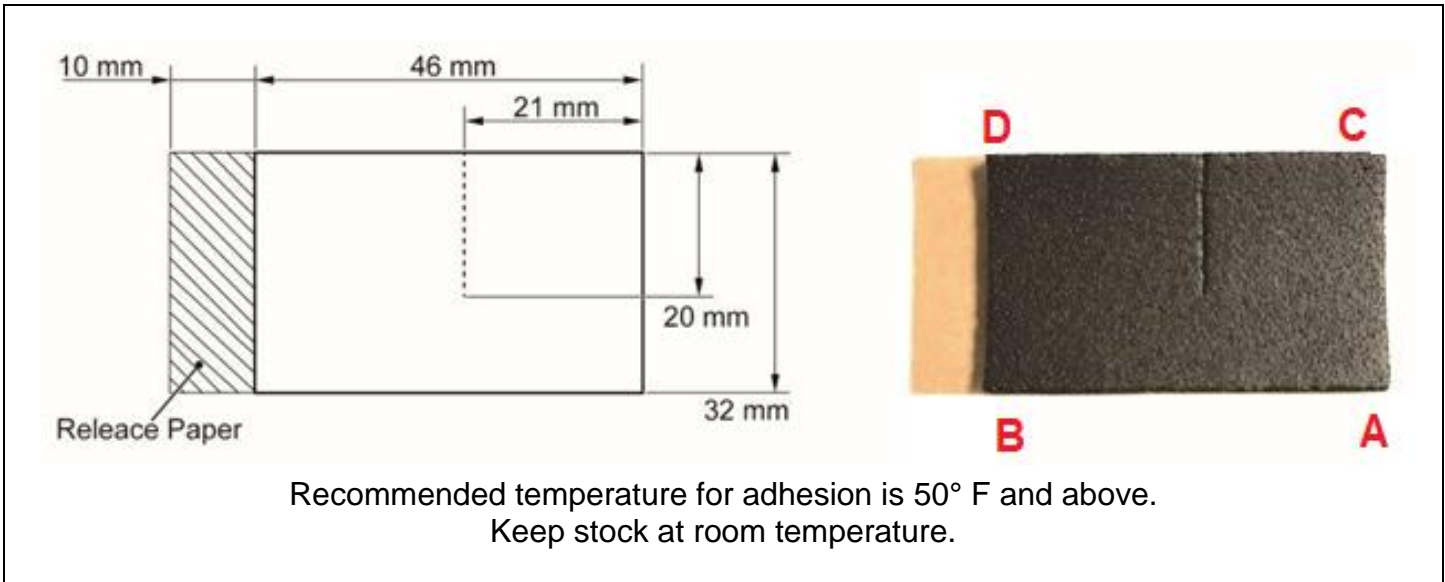 10 mm
46 mm
21 mm
20 mm
32 mm
Releace Paper
D
C
B
A
Recommended temperature for adhesion is 50° F and above.
Keep stock at room temperature.